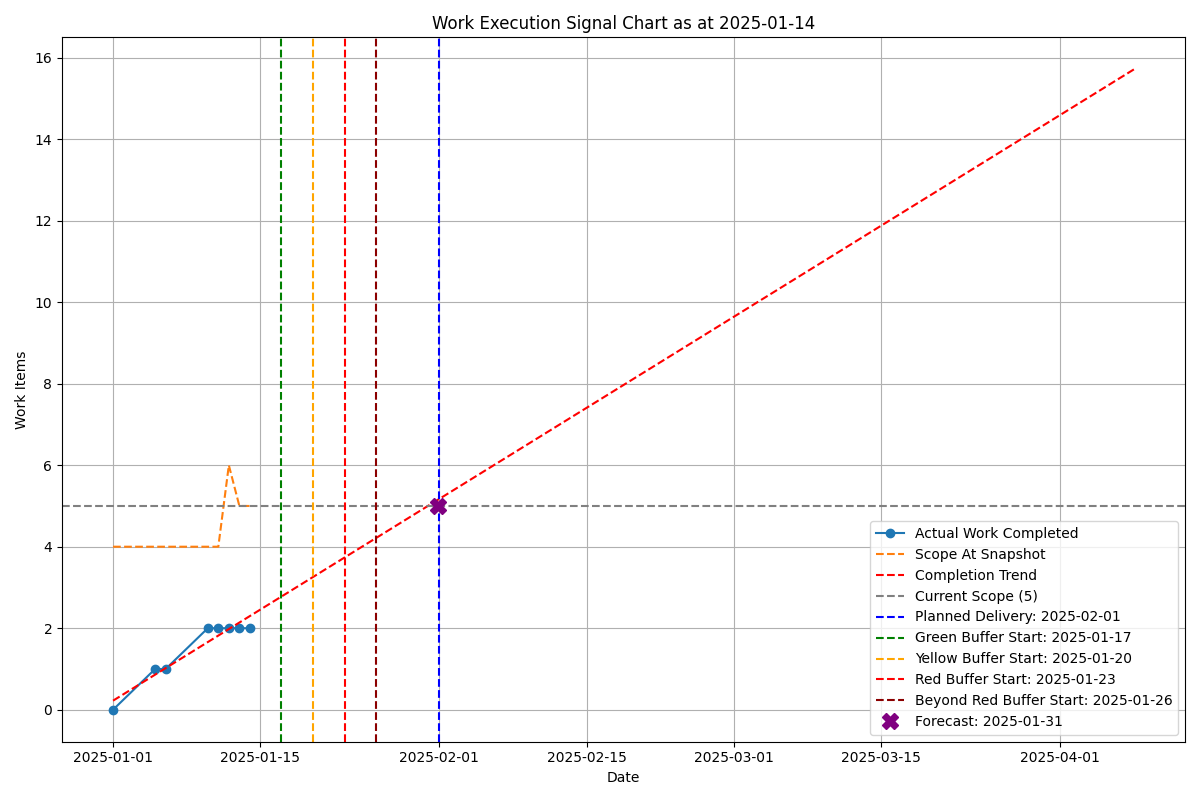 Work Execution Signal Chart as at 2025-01-14
16
14
12
10
8
6
4
2
0
Work Items
2025-01-01
2025-01-15
2025-02-01
2025-02-15
2025-03-01
2025-03-15
2025-04-01
Date
Actual Work Completed
Scope At Snapshot
Completion Trend
Current Scope (5)
Planned Delivery: 2025-02-01
Green Buffer Start: 2025-01-17
Yellow Buffer Start: 2025-01-20
Red Buffer Start: 2025-01-23
Beyond Red Buffer Start: 2025-01-26
Forecast: 2025-01-31